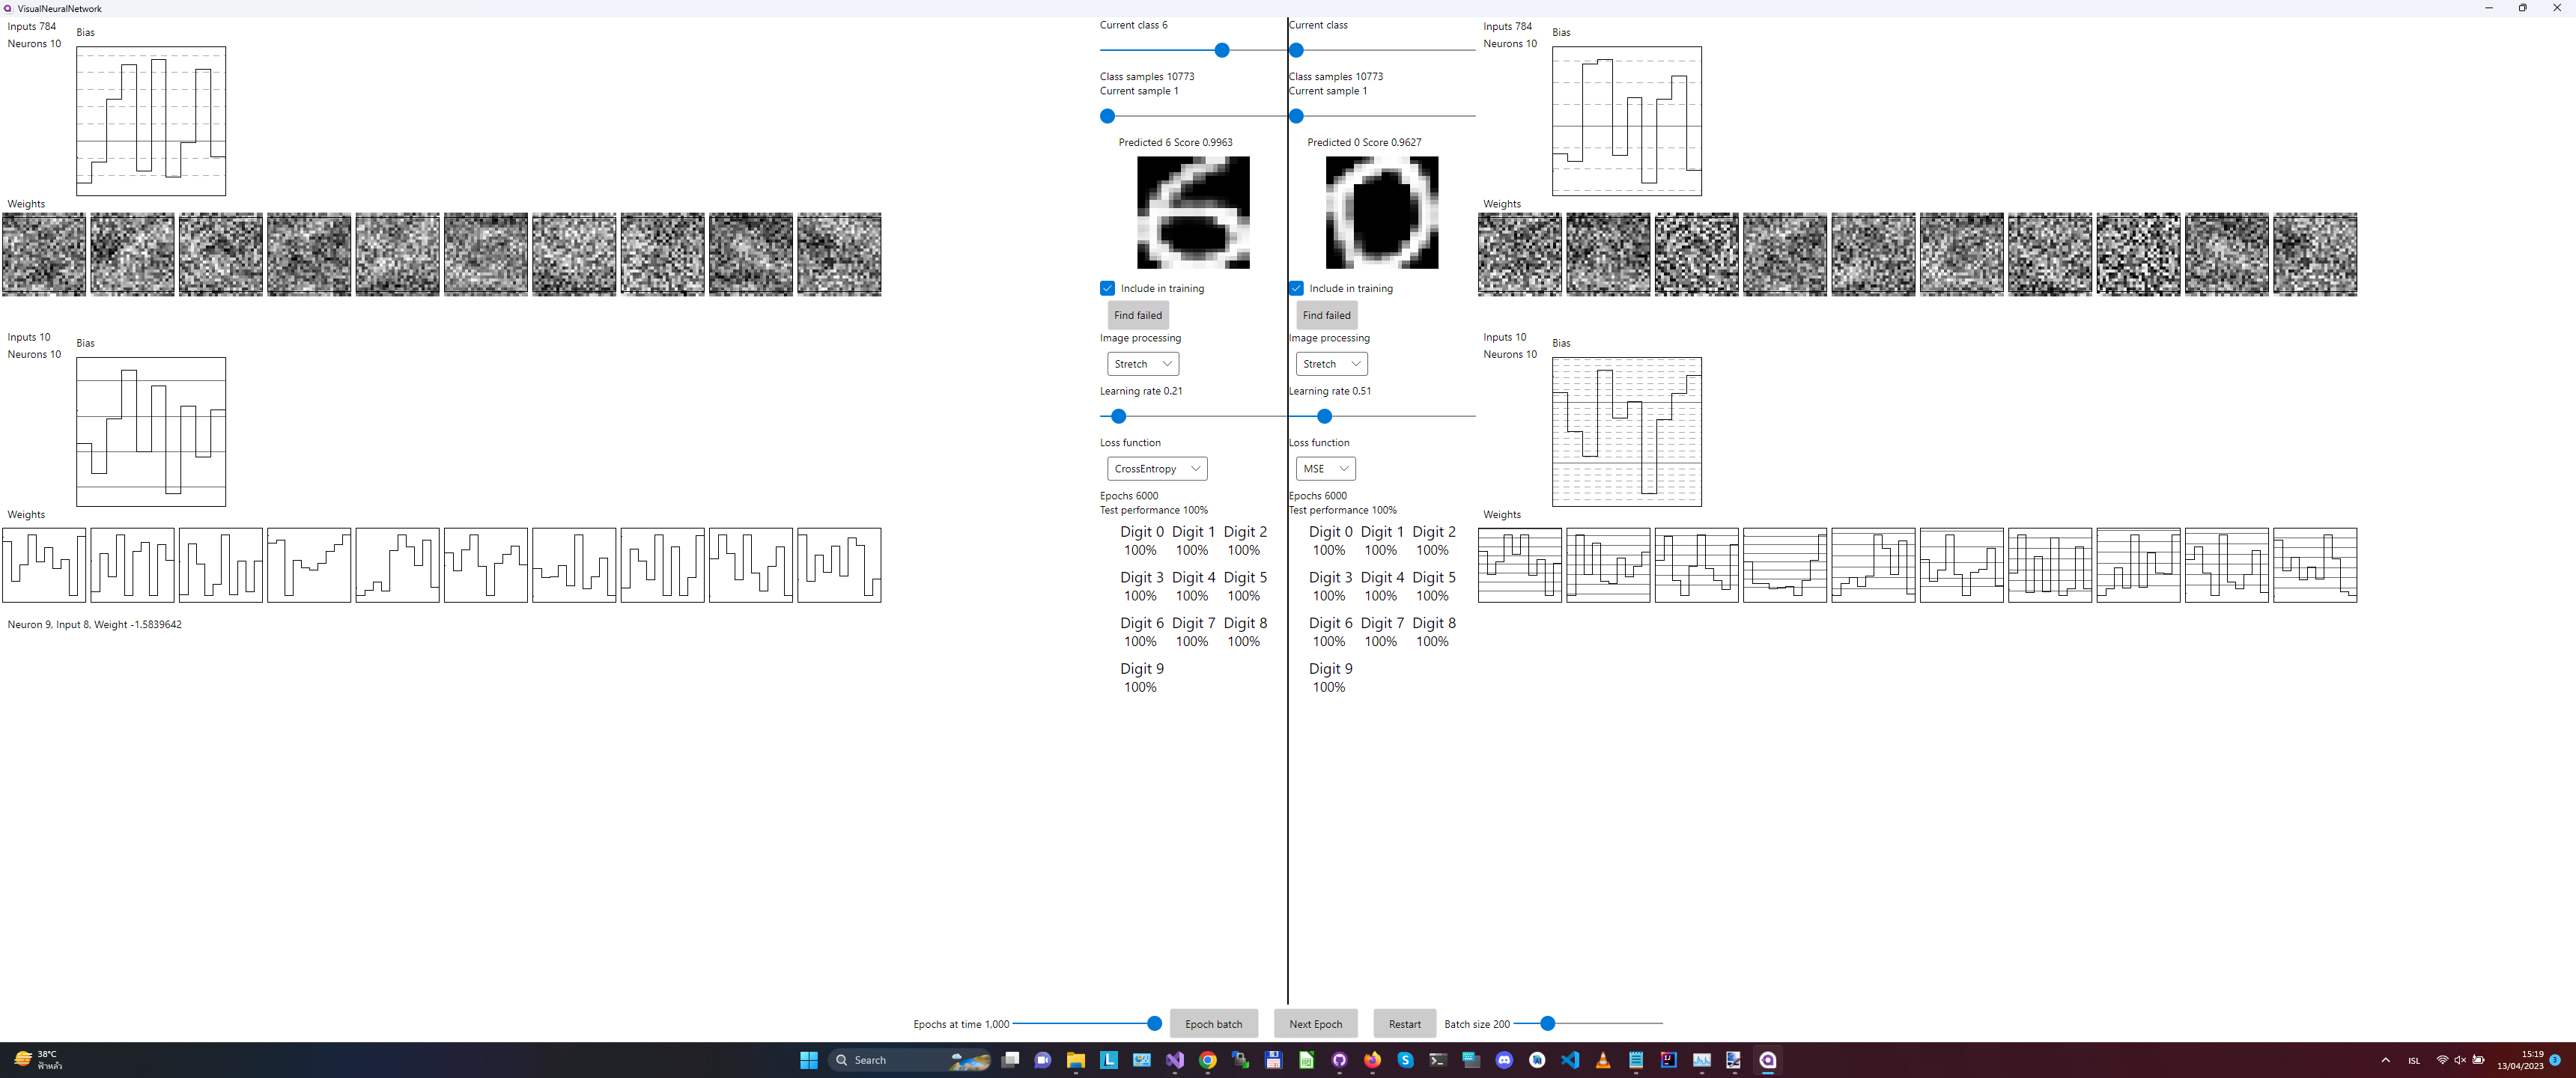 VisualNeuralNetwork
Inputs 784
Neurons 10
Bias
Weights
Inputs 10
Neurons 10
Bias
Weights
Neuron 9, Input 8, Weight -1.5839642
Current class 6
Class samples 10773
Current sample 1
Predicted 6 Score 0.9963
Include in training
Find failed
Image processing
Stretch
Learning rate 0.21
Loss function
CrossEntropy
Epochs 6000
Test performance 100%
Digit 0 Digit 1 Digit 2
100% 100% 100%
Digit 3 Digit 4 Digit 5
100% 100% 100%
Digit 6 Digit 7 Digit 8
100% 100% 100%
Digit 9
100%
Current class
Class samples 10773
Current sample 1
Predicted 0 Score 0.9627
Include in training
Find failed
Image processing
Stretch
Learning rate 0.51
Loss function
MSE
Epochs 6000
Test performance 100%
Digit 0 Digit 1 Digit 2
100% 100% 100%
Digit 3 Digit 4 Digit 5
100% 100% 100%
Digit 6 Digit 7 Digit 8
100% 100% 100%
Digit 9
100%
Inputs 784
Neurons 10
Bias
Weights
Inputs 10
Neurons 10
Bias
Weights
Epochs at time 1,000 Epoch batch Next Epoch Restart Batch size 200
38°C
ฟ้าหลัว
Search
ISL
15:19
13/04/2023
3